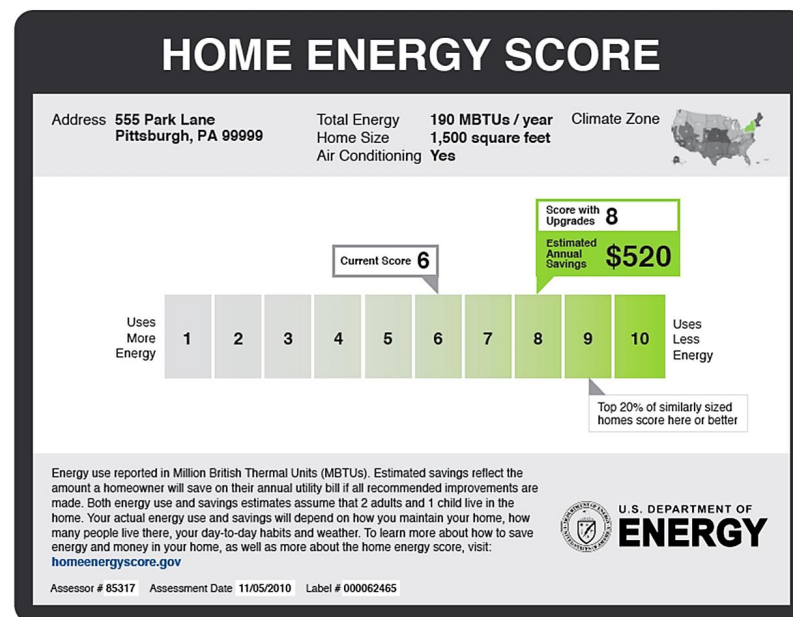 HOME ENERGY SCORE
Address 555 Park Lane
Pittsburgh, PA 99999
Total Energy 190 MBTUs / year
Home Size 1,500 square feet
Air Conditioning Yes
Climate Zone
Score with
Upgrades 8
Estimated
Annual
Savings $520
Current Score 6
Uses
More
Energy
1 2 3 4 5 6 7 8 9 10
Uses
Less
Energy
Top 20% of similarly sized
homes score here or better
Energy use reported in Million British Thermal Units (MBTUs). Estimated savings reflect the
amount a homeowner will save on their annual utility bill if all recommended improvements are
made. Both energy use and savings estimates assume that 2 adults and 1 child live in the
home. Your actual energy use and savings will depend on how you maintain your home, how
many people live there, your day-to-day habits and weather. To learn more about how to save
energy and money in your home, as well as more about the home energy score, visit:
homeenergyscore.gov
U.S. DEPARTMENT OF
ENERGY
Assessor # 85317 Assessment Date 11/05/2010 Label # 000062465